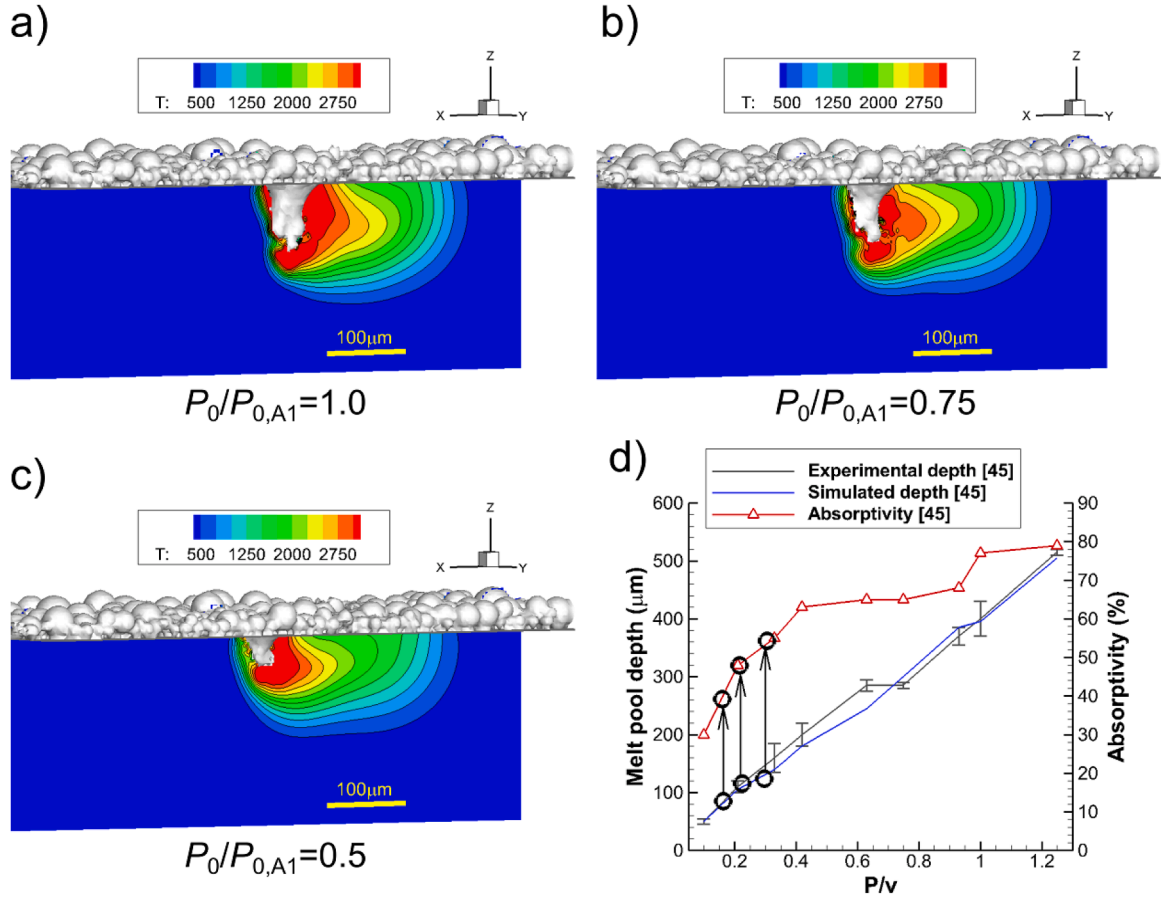 a)
T: 500 1250 2000 2750
Z
X Y
100μm
P0/P0,A1=1.0
b)
T: 500 1250 2000 2750
Z
X Y
100μm
P0/P0,A1=0.75
c)
T: 500 1250 2000 2750
Z
X Y
100μm
P0/P0,A1=0.5
d)
Experimental depth [45]
Simulated depth [45]
Absorptivity [45]
Melt pool depth (μm)
600
500
400
300
200
100
0
0.2 0.4 0.6 0.8 1 1.2
P/v
90
80
70
60
50
40
30
20
10
0
Absorptivity (%)